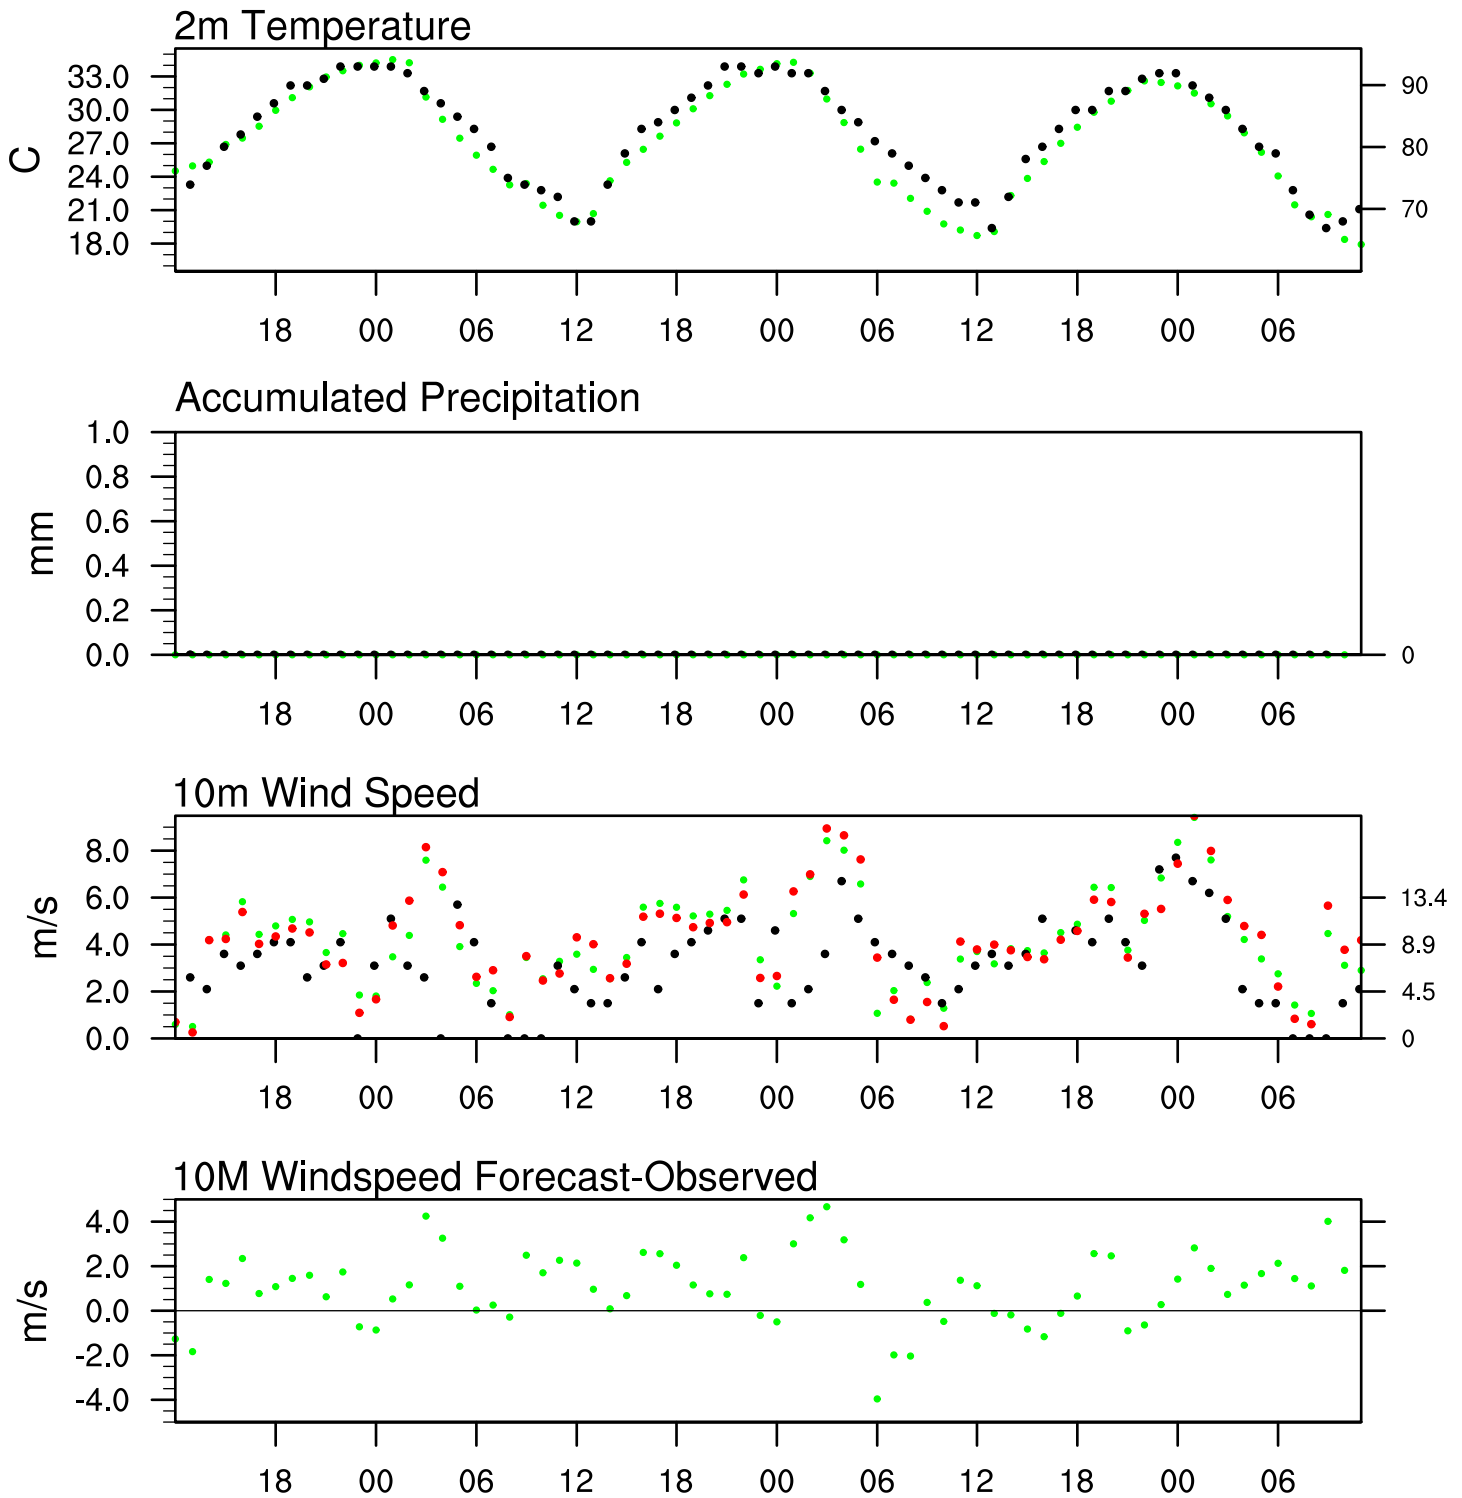 2m Temperature
33.0
30.0
27.0
24.0
21.0
18.0
C
90
80
70
18 00 06 12 18 00 06 12 18 00 06
Accumulated Precipitation
1.0
0.8
0.6
0.4
0.2
0.0
mm
0
18 00 06 12 18 00 06 12 18 00 06
10m Wind Speed
8.0
6.0
4.0
2.0
0.0
m/s
13.4
8.9
4.5
0
18 00 06 12 18 00 06 12 18 00 06
10M Windspeed Forecast-Observed
4.0
2.0
0.0
-2.0
-4.0
m/s
18 00 06 12 18 00 06 12 18 00 06